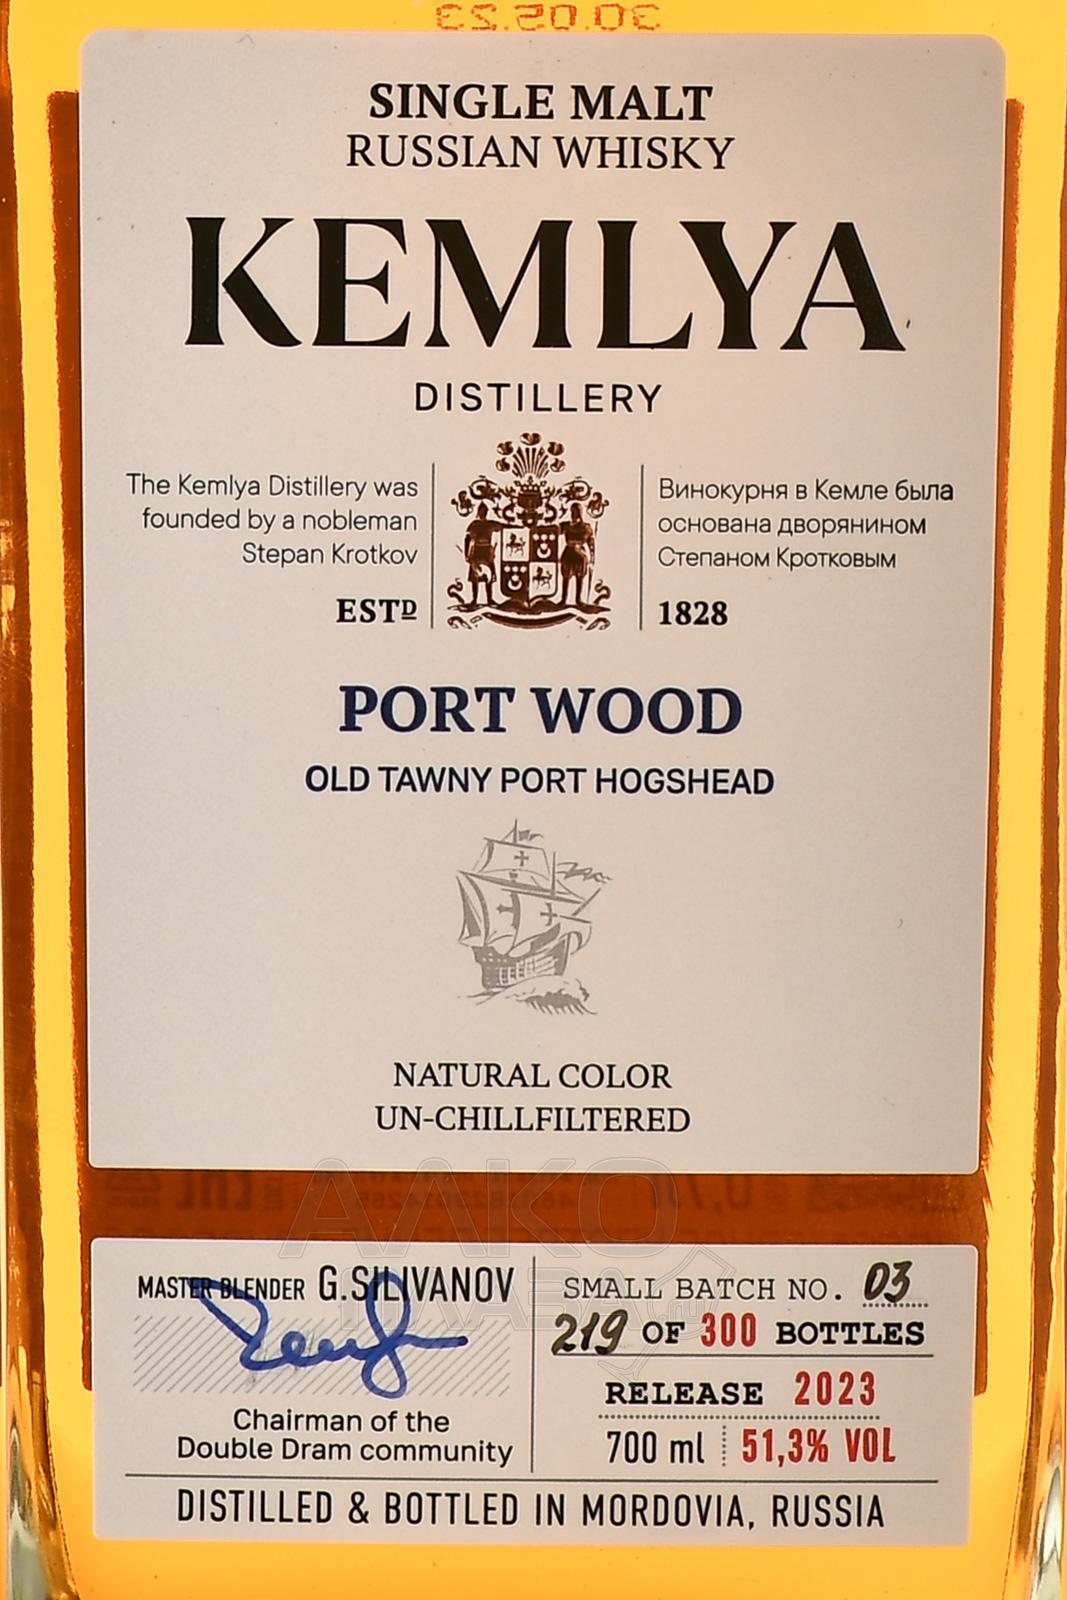 30.05.23
SINGLE MALT
RUSSIAN WHISKY
KEMLYA
DISTILLERY
The Kemlya Distillery was
founded by a nobleman
Stepan Krotkov
ESTD
Винокурня в Кемле была
основана дворянином
Степаном Кротковым
1828
PORT WOOD
OLD TAWNY PORT HOGSHEAD
NATURAL COLOR
UN-CHILLFILTERED
MASTER BLENDER G.SILIVANOV
Chairman of the
Double Dram community
SMALL BATCH NO. 03
219 OF 300 BOTTLES
RELEASE 2023
700 ml 51,3% VOL
DISTILLED & BOTTLED IN MORDOVIA, RUSSIA